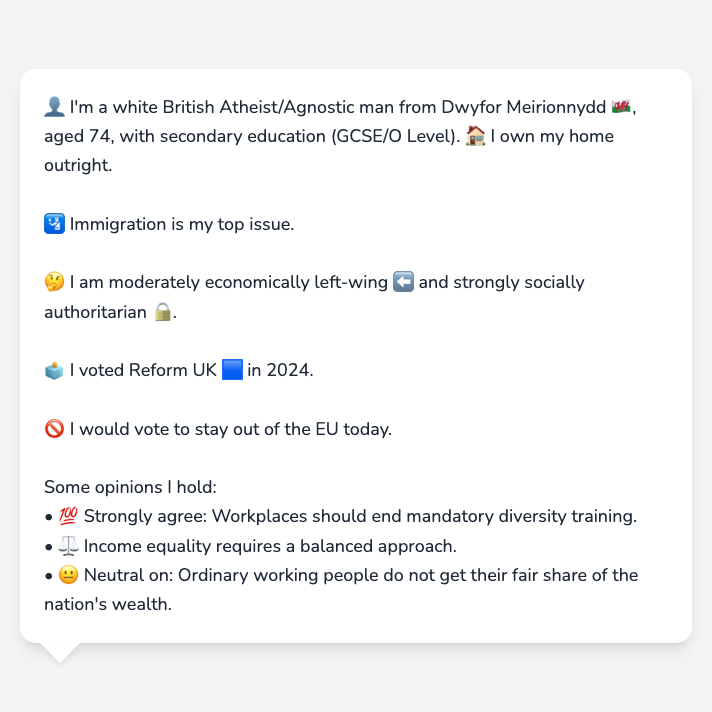 👤 I'm a white British Atheist/Agnostic man from Dwyfor Meirionnydd 🏴󠁧󠁢󠁷󠁬󠁳󠁿,
aged 74, with secondary education (GCSE/O Level). 🏠 I own my home
outright.
🛂 Immigration is my top issue.
🤔 I am moderately economically left-wing ⬅️ and strongly socially
authoritarian 🔒.
🗳️ I voted Reform UK 🟦 in 2024.
🚫 I would vote to stay out of the EU today.
Some opinions I hold:
• 💯 Strongly agree: Workplaces should end mandatory diversity training.
• ⚖️ Income equality requires a balanced approach.
• 😐 Neutral on: Ordinary working people do not get their fair share of the
nation's wealth.